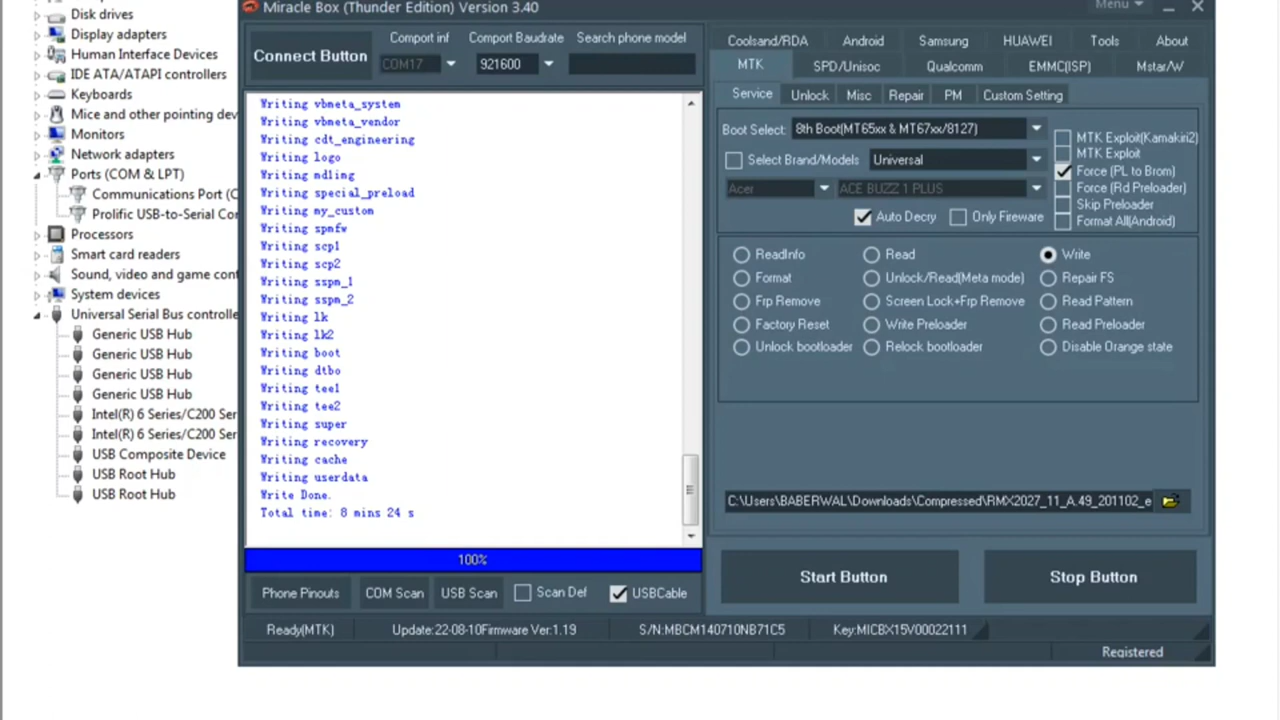 Disk drives
Display adapters
Human Interface Devices
IDE ATA/ATAPI controllers
Keyboards
Mice and other pointing dev
Monitors
Network adapters
Ports (COM & LPT)
Communications Port (C
Prolific USB-to-Serial Cor
Processors
Smart card readers
Sound, video and game cont
System devices
Universal Serial Bus controlle
Generic USB Hub
Generic USB Hub
Generic USB Hub
Generic USB Hub
Intel(R) 6 Series/C200 Ser
Intel(R) 6 Series/C200 Ser
USB Composite Device
USB Root Hub
USB Root Hub
Miracle Box (Thunder Edition) Version 3.40
Menu
Connect Button
Comport inf
Comport Baudrate
Search phone model
COM17
921600
Writing vbmeta_system
Writing vbmeta_vendor
Writing cdt_engineering
Writing logo
Writing md1img
Writing special_preload
Writing my_custom
Writing spmfw
Writing scp1
Writing scp2
Writing sspm_1
Writing sspm_2
Writing lk
Writing lk2
Writing boot
Writing dtbo
Writing tee1
Writing tee2
Writing super
Writing recovery
Writing cache
Writing userdata
Write Done.
Total time: 8 mins 24 s
100%
Phone Pinouts
COM Scan
USB Scan
Scan Def
USBCable
Coolsand/RDA
Android
Samsung
HUAWEI
Tools
About
MTK
SPD/Unisoc
Qualcomm
EMMC(ISP)
Mstar/W
Service
Unlock
Misc
Repair
PM
Custom Setting
Boot Select:
8th Boot(MT65xx & MT67xx/8127)
Select Brand/Models
Universal
Acer
ACE BUZZ 1 PLUS
MTK Exploit(Kamakiri2)
MTK Exploit
Force (PL to Brom)
Force (Rd Preloader)
Skip Preloader
Format All(Android)
Auto Decry
Only Fireware
ReadInfo
Read
Write
Format
Unlock/Read(Meta mode)
Repair FS
Frp Remove
Screen Lock+Frp Remove
Read Pattern
Factory Reset
Write Preloader
Read Preloader
Unlock bootloader
Relock bootloader
Disable Orange state
C:\Users\BABERWAL\Downloads\Compressed\RMX2027_11_A.49_201102_e
Start Button
Stop Button
Ready(MTK)
Update:22-08-10Firmware Ver:1.19
S/N:MBCM140710NB71C5
Key:MICBX15V00022111
Registered